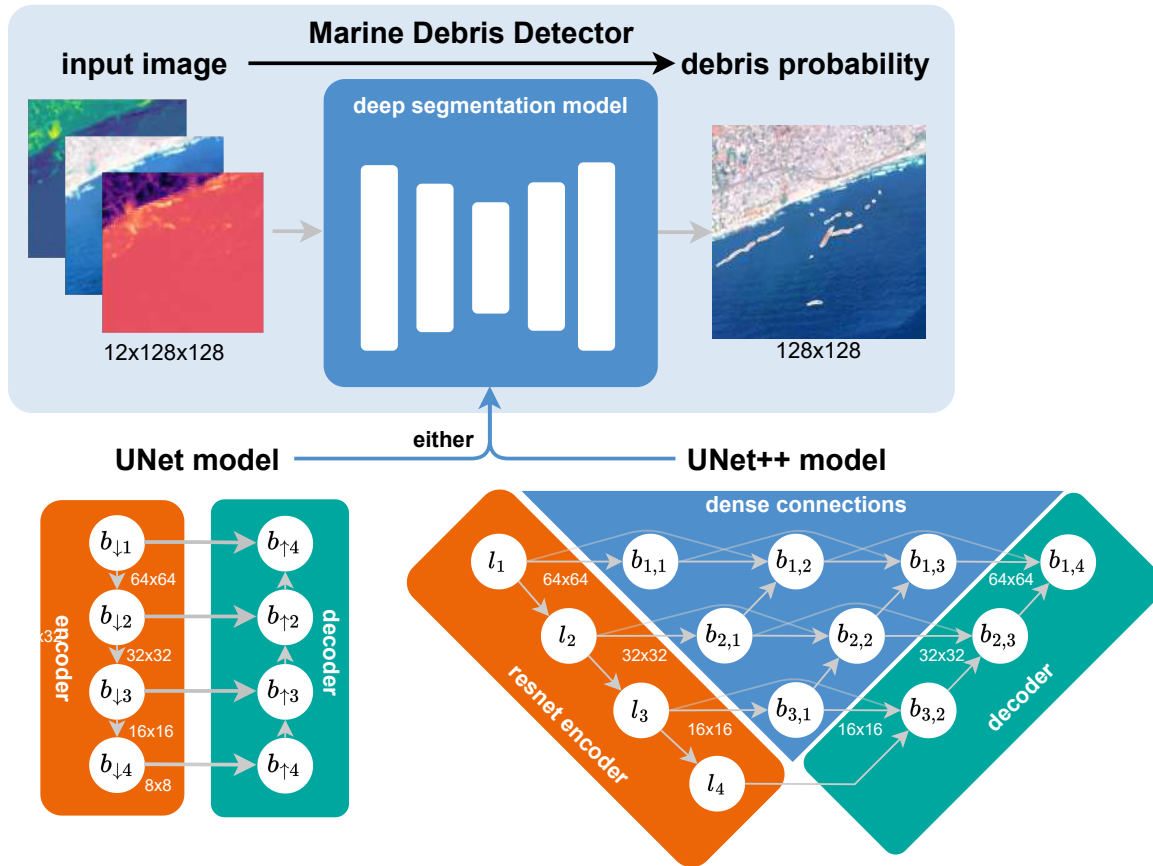 Marine Debris Detector
input image
debris probability
deep segmentation model
12x128x128
128x128
either
UNet model
UNet++ model
dense connections
b↓1
b↑4
64x64
b↓2
b↑2
32x32
b↓3
b↑3
16x16
b↓4
b↑4
8x8
encoder
x32
decoder
l1
b1,1
b1,2
b1,3
b1,4
64x64
64x64
l2
b2,1
b2,2
b2,3
32x32
32x32
l3
b3,1
b3,2
16x16
16x16
l4
resnet encoder
decoder